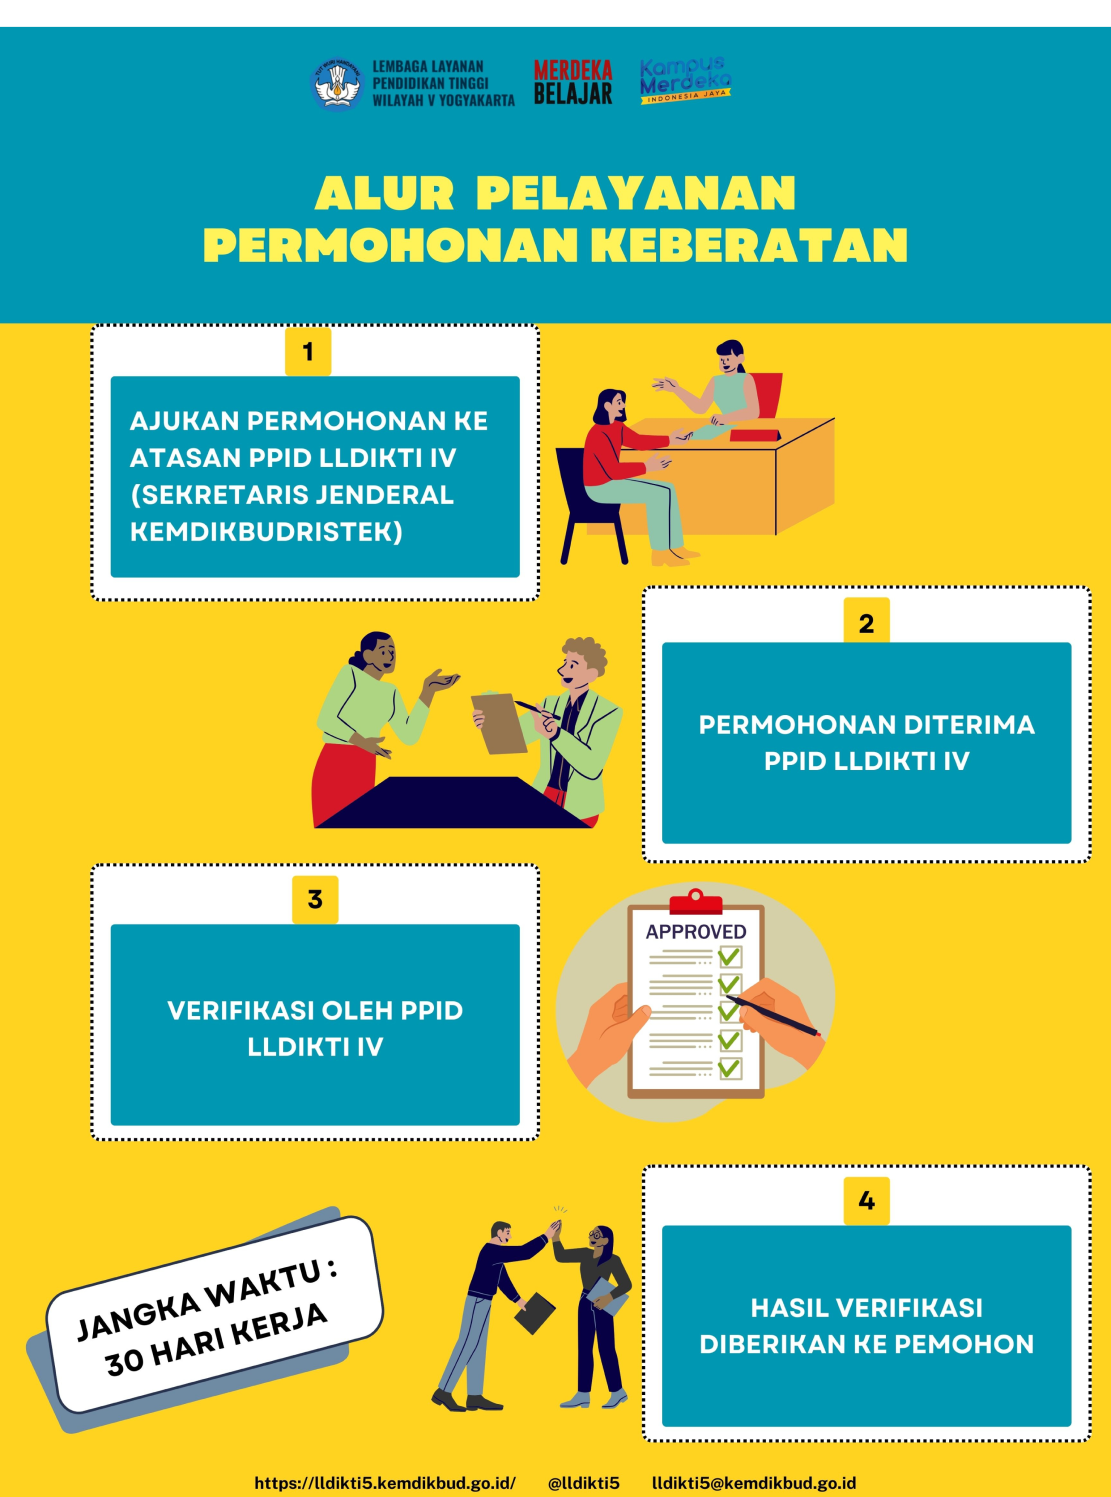 LEMBAGA LAYANAN
PENDIDIKAN TINGGI
WILAYAH V YOGYAKARTA
MERDEKA
BELAJAR
Kampus
Merdeka
INDONESIA JAYA
TUT WURI HANDAYANI
ALUR PELAYANAN
PERMOHONAN KEBERATAN
1
AJUKAN PERMOHONAN KE
ATASAN PPID LLDIKTI IV
(SEKRETARIS JENDERAL
KEMDIKBUDRISTEK)
2
PERMOHONAN DITERIMA
PPID LLDIKTI IV
3
VERIFIKASI OLEH PPID
LLDIKTI IV
APPROVED
4
HASIL VERIFIKASI
DIBERIKAN KE PEMOHON
JANGKA WAKTU :
30 HARI KERJA
https://lldikti5.kemdikbud.go.id/ @lldikti5 lldikti5@kemdikbud.go.id